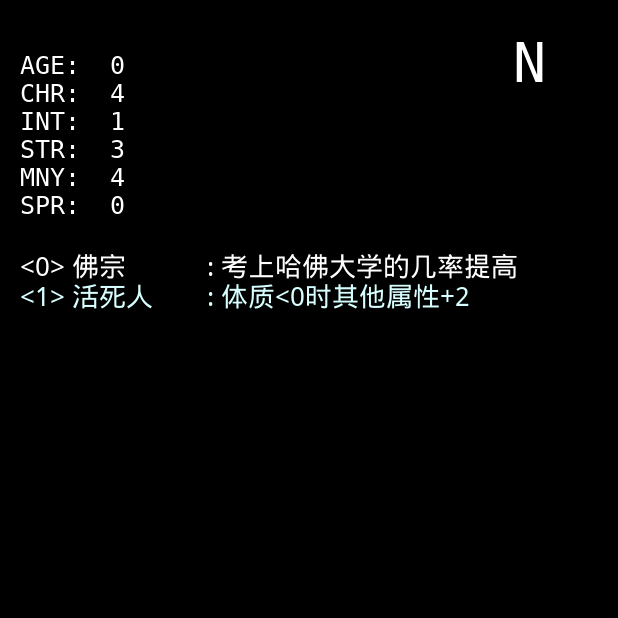 N
AGE: 0
CHR: 4
INT: 1
STR: 3
MNY: 4
SPR: 0
<0> 佛宗 : 考上哈佛大学的几率提高
<1> 活死人 : 体质<0时其他属性+2